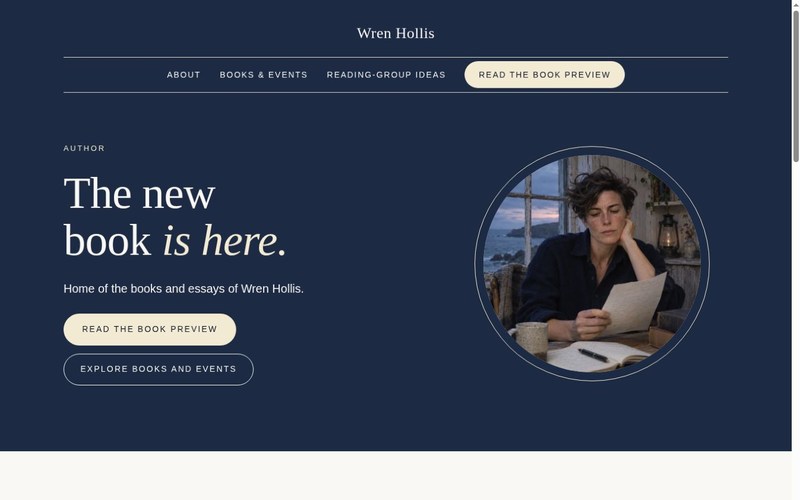 Wren Hollis
ABOUT
BOOKS & EVENTS
READING-GROUP IDEAS
READ THE BOOK PREVIEW
AUTHOR
The new
book is here.
Home of the books and essays of Wren Hollis.
READ THE BOOK PREVIEW
EXPLORE BOOKS AND EVENTS